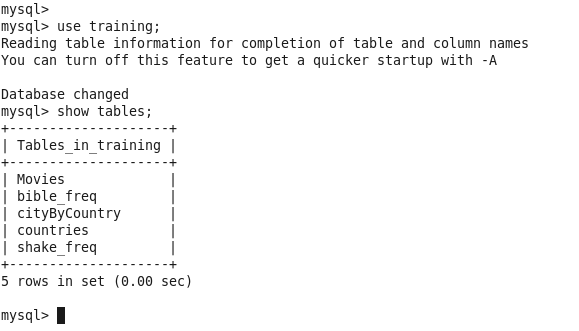 mysql>
mysql> use training;
Reading table information for completion of table and column names
You can turn off this feature to get a quicker startup with -A

Database changed
mysql> show tables;
+--------------------+
| Tables_in_training |
+--------------------+
| Movies             |
| bible_freq         |
| cityByCountry      |
| countries          |
| shake_freq         |
+--------------------+
5 rows in set (0.00 sec)

mysql>